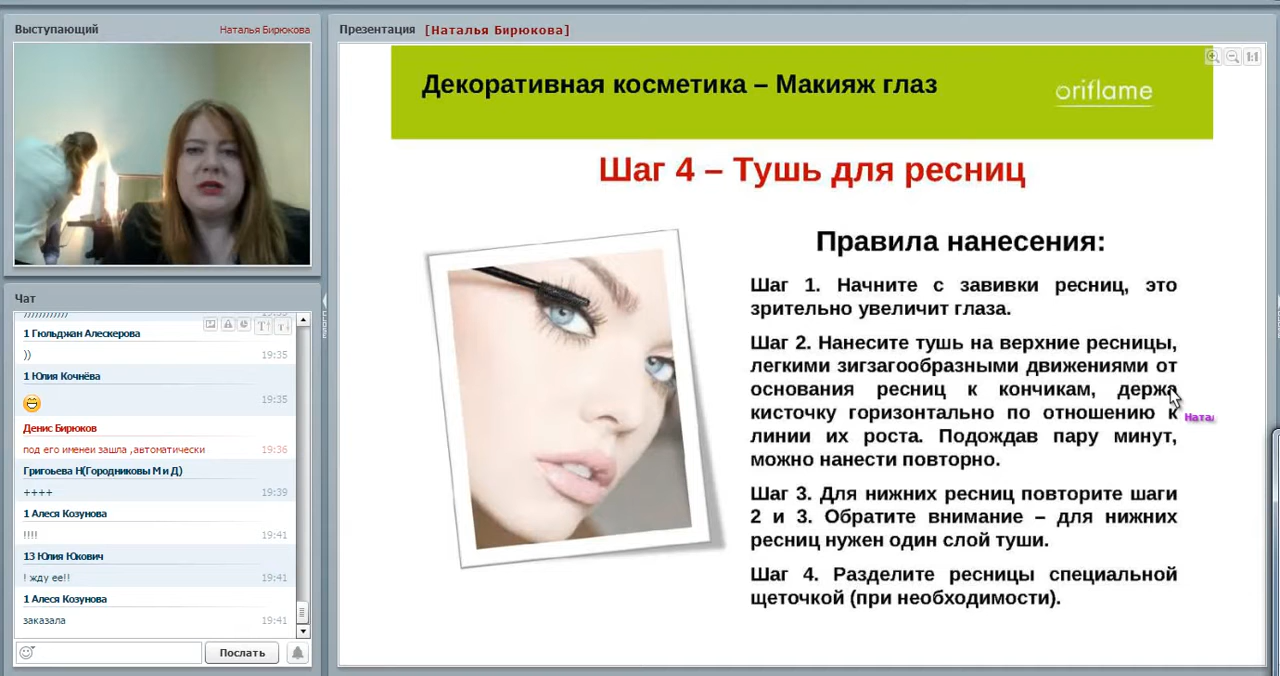 Выступающий
Наталья Бирюкова
Чат
////////////
1 Гюльджан Алескерова
))
19:35
1 Юлия Кочнёва
19:35
Денис Бирюков
под его именеи зашла ,автоматически
19:36
Григоьева Н(Городниковы М и Д)
++++
19:39
1 Алеся Козунова
!!!!
19:41
13 Юлия Юкович
! жду ее!!
19:41
1 Алеся Козунова
заказала
19:41
Послать
Презентация [Наталья Бирюкова]
1:1
Декоративная косметика – Макияж глаз
oriflame
Шаг 4 – Тушь для ресниц
Правила нанесения:
Шаг 1. Начните с завивки ресниц, это
зрительно увеличит глаза.
Шаг 2. Нанесите тушь на верхние ресницы,
легкими зигзагообразными движениями от
основания ресниц к кончикам, держа
кисточку горизонтально по отношению к
линии их роста. Подождав пару минут,
можно нанести повторно.
Шаг 3. Для нижних ресниц повторите шаги
2 и 3. Обратите внимание – для нижних
ресниц нужен один слой туши.
Шаг 4. Разделите ресницы специальной
щеточкой (при необходимости).
Ната